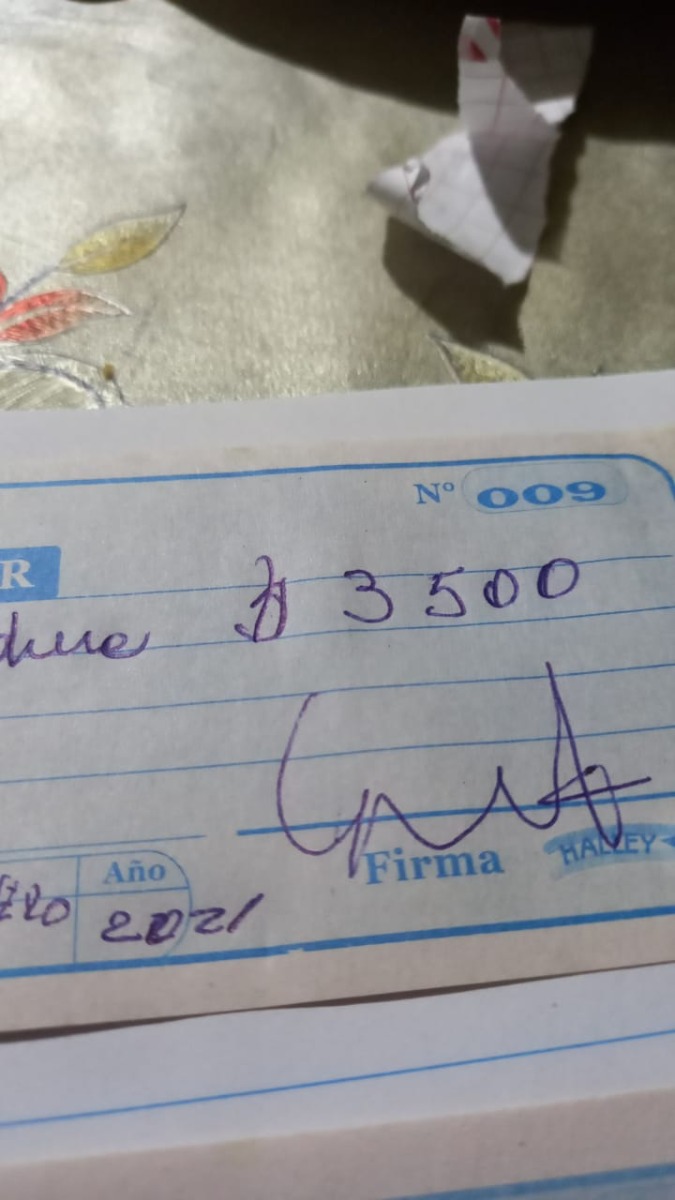 Nº 009
R
$ 3500
Firma
HALLEY
Año
2021